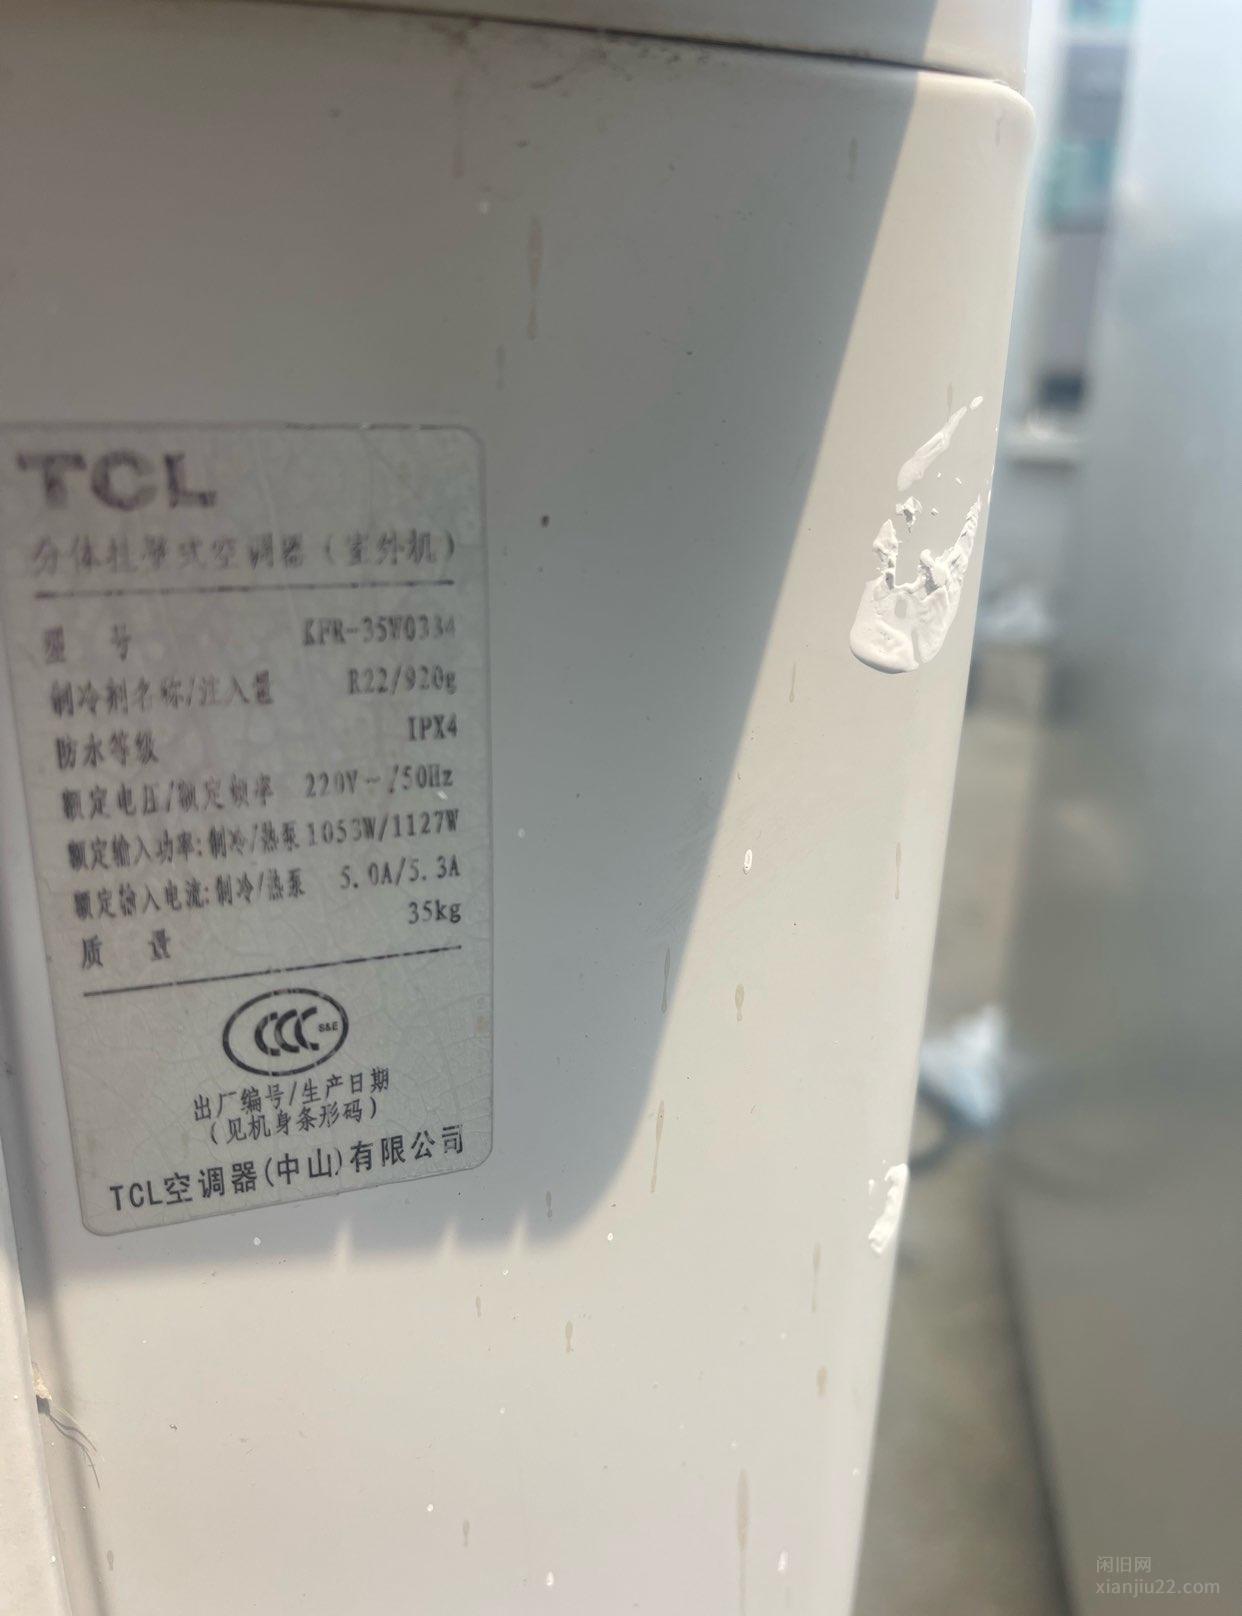 TCL
分体挂壁式空调器（室外机）
型 号 KFR-35W0334
制冷剂名称/注入量 R22/920g
防水等级 IPX4
额定电压/额定频率 220V～/50Hz
额定输入功率:制冷/热泵 1053W/1127W
额定输入电流:制冷/热泵 5.0A/5.3A
质 量 35kg
CCC S&E
出厂编号/生产日期
(见机身条形码)
TCL空调器(中山)有限公司
闲旧网
xianjiu22.com